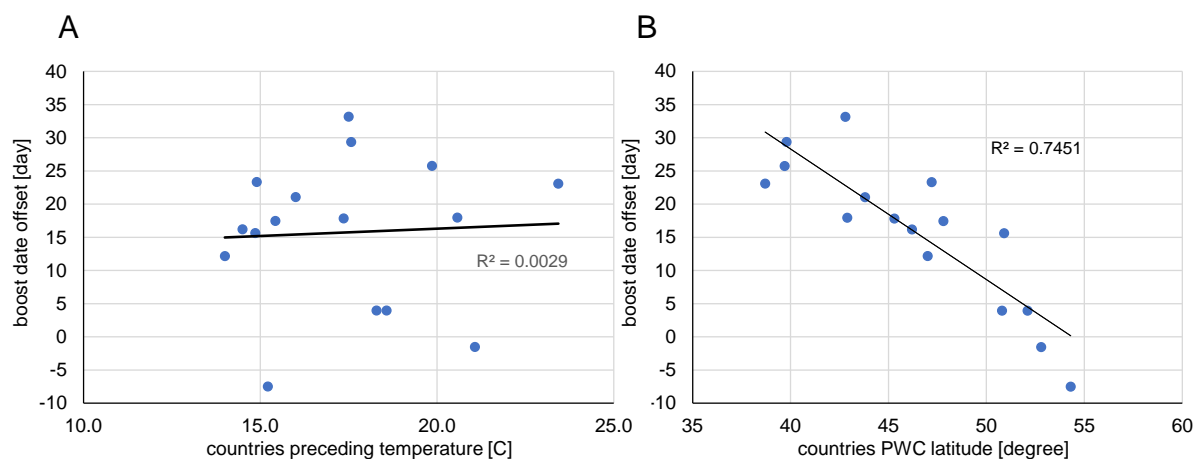 A
40
35
30
25
20
15
10
5
0
-5
-10
boost date offset [day]
R² = 0.0029
10.0 15.0 20.0 25.0
countries preceding temperature [C]
B
40
35
30
25
20
15
10
5
0
-5
-10
boost date offset [day]
R² = 0.7451
35 40 45 50 55 60
countries PWC latitude [degree]